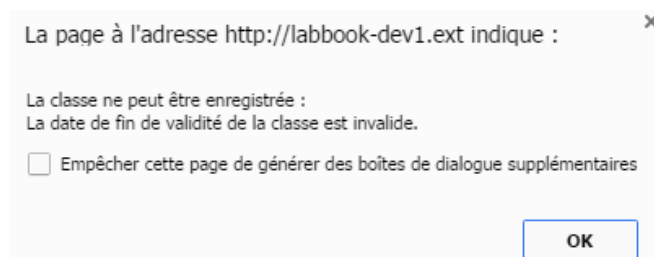 La page à l'adresse http://labbook-dev1.ext indique :
La classe ne peut être enregistrée :
La date de fin de validité de la classe est invalide.
Empêcher cette page de générer des boîtes de dialogue supplémentaires
OK